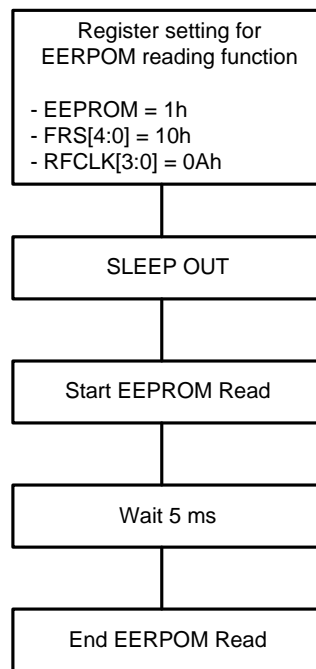 Register setting for
EERPOM reading function
- EEPROM = 1h
- FRS[4:0] = 10h
- RFCLK[3:0] = 0Ah
SLEEP OUT
Start EEPROM Read
Wait 5 ms
End EERPOM Read